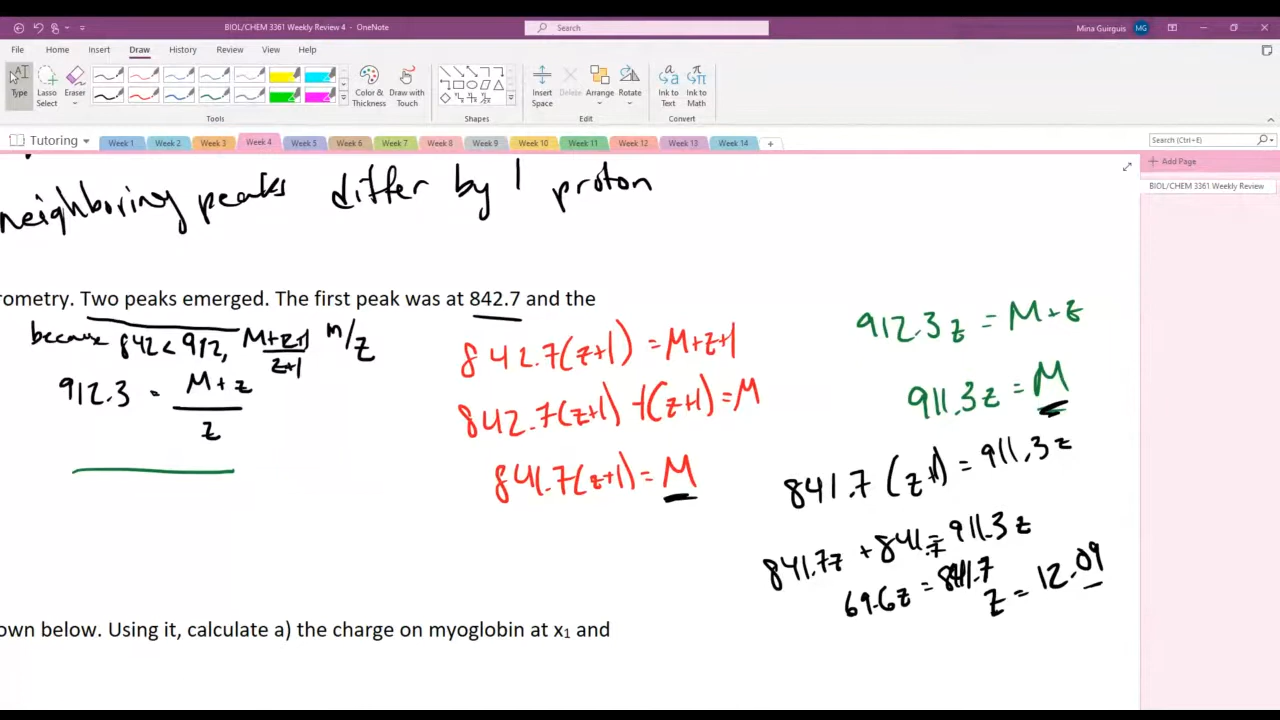 BIOL/CHEM 3361 Weekly Review 4 - OneNote
Search
Mina Guirguis MG
File Home Insert Draw History Review View Help
Type
Lasso Select
Eraser
Color & Thickness
Draw with Touch
Insert Space
Delete
Arrange
Rotate
Ink to Text
Ink to Math
Tools
Shapes
Edit
Convert
Tutoring
Week 1 Week 2 Week 3 Week 4 Week 5 Week 6 Week 7 Week 8 Week 9 Week 10 Week 11 Week 12 Week 13 Week 14 +
Search (Ctrl+E)
Add Page
BIOL/CHEM 3361 Weekly Review
neighboring peaks differ by 1 proton
rometry. Two peaks emerged. The first peak was at 842.7 and the
because 842 < 912, M+z+1 / z+1 m/z
912.3 = M+z / z
842.7(z+1) = M+z+1
842.7(z+1) -(z+1) = M
841.7(z+1) = M
912.3z = M+z
911.3z = M
841.7(z+1) = 911.3z
841.7z + 841.7 = 911.3z
69.6z = 841.7
z = 12.09
own below. Using it, calculate a) the charge on myoglobin at x₁ and